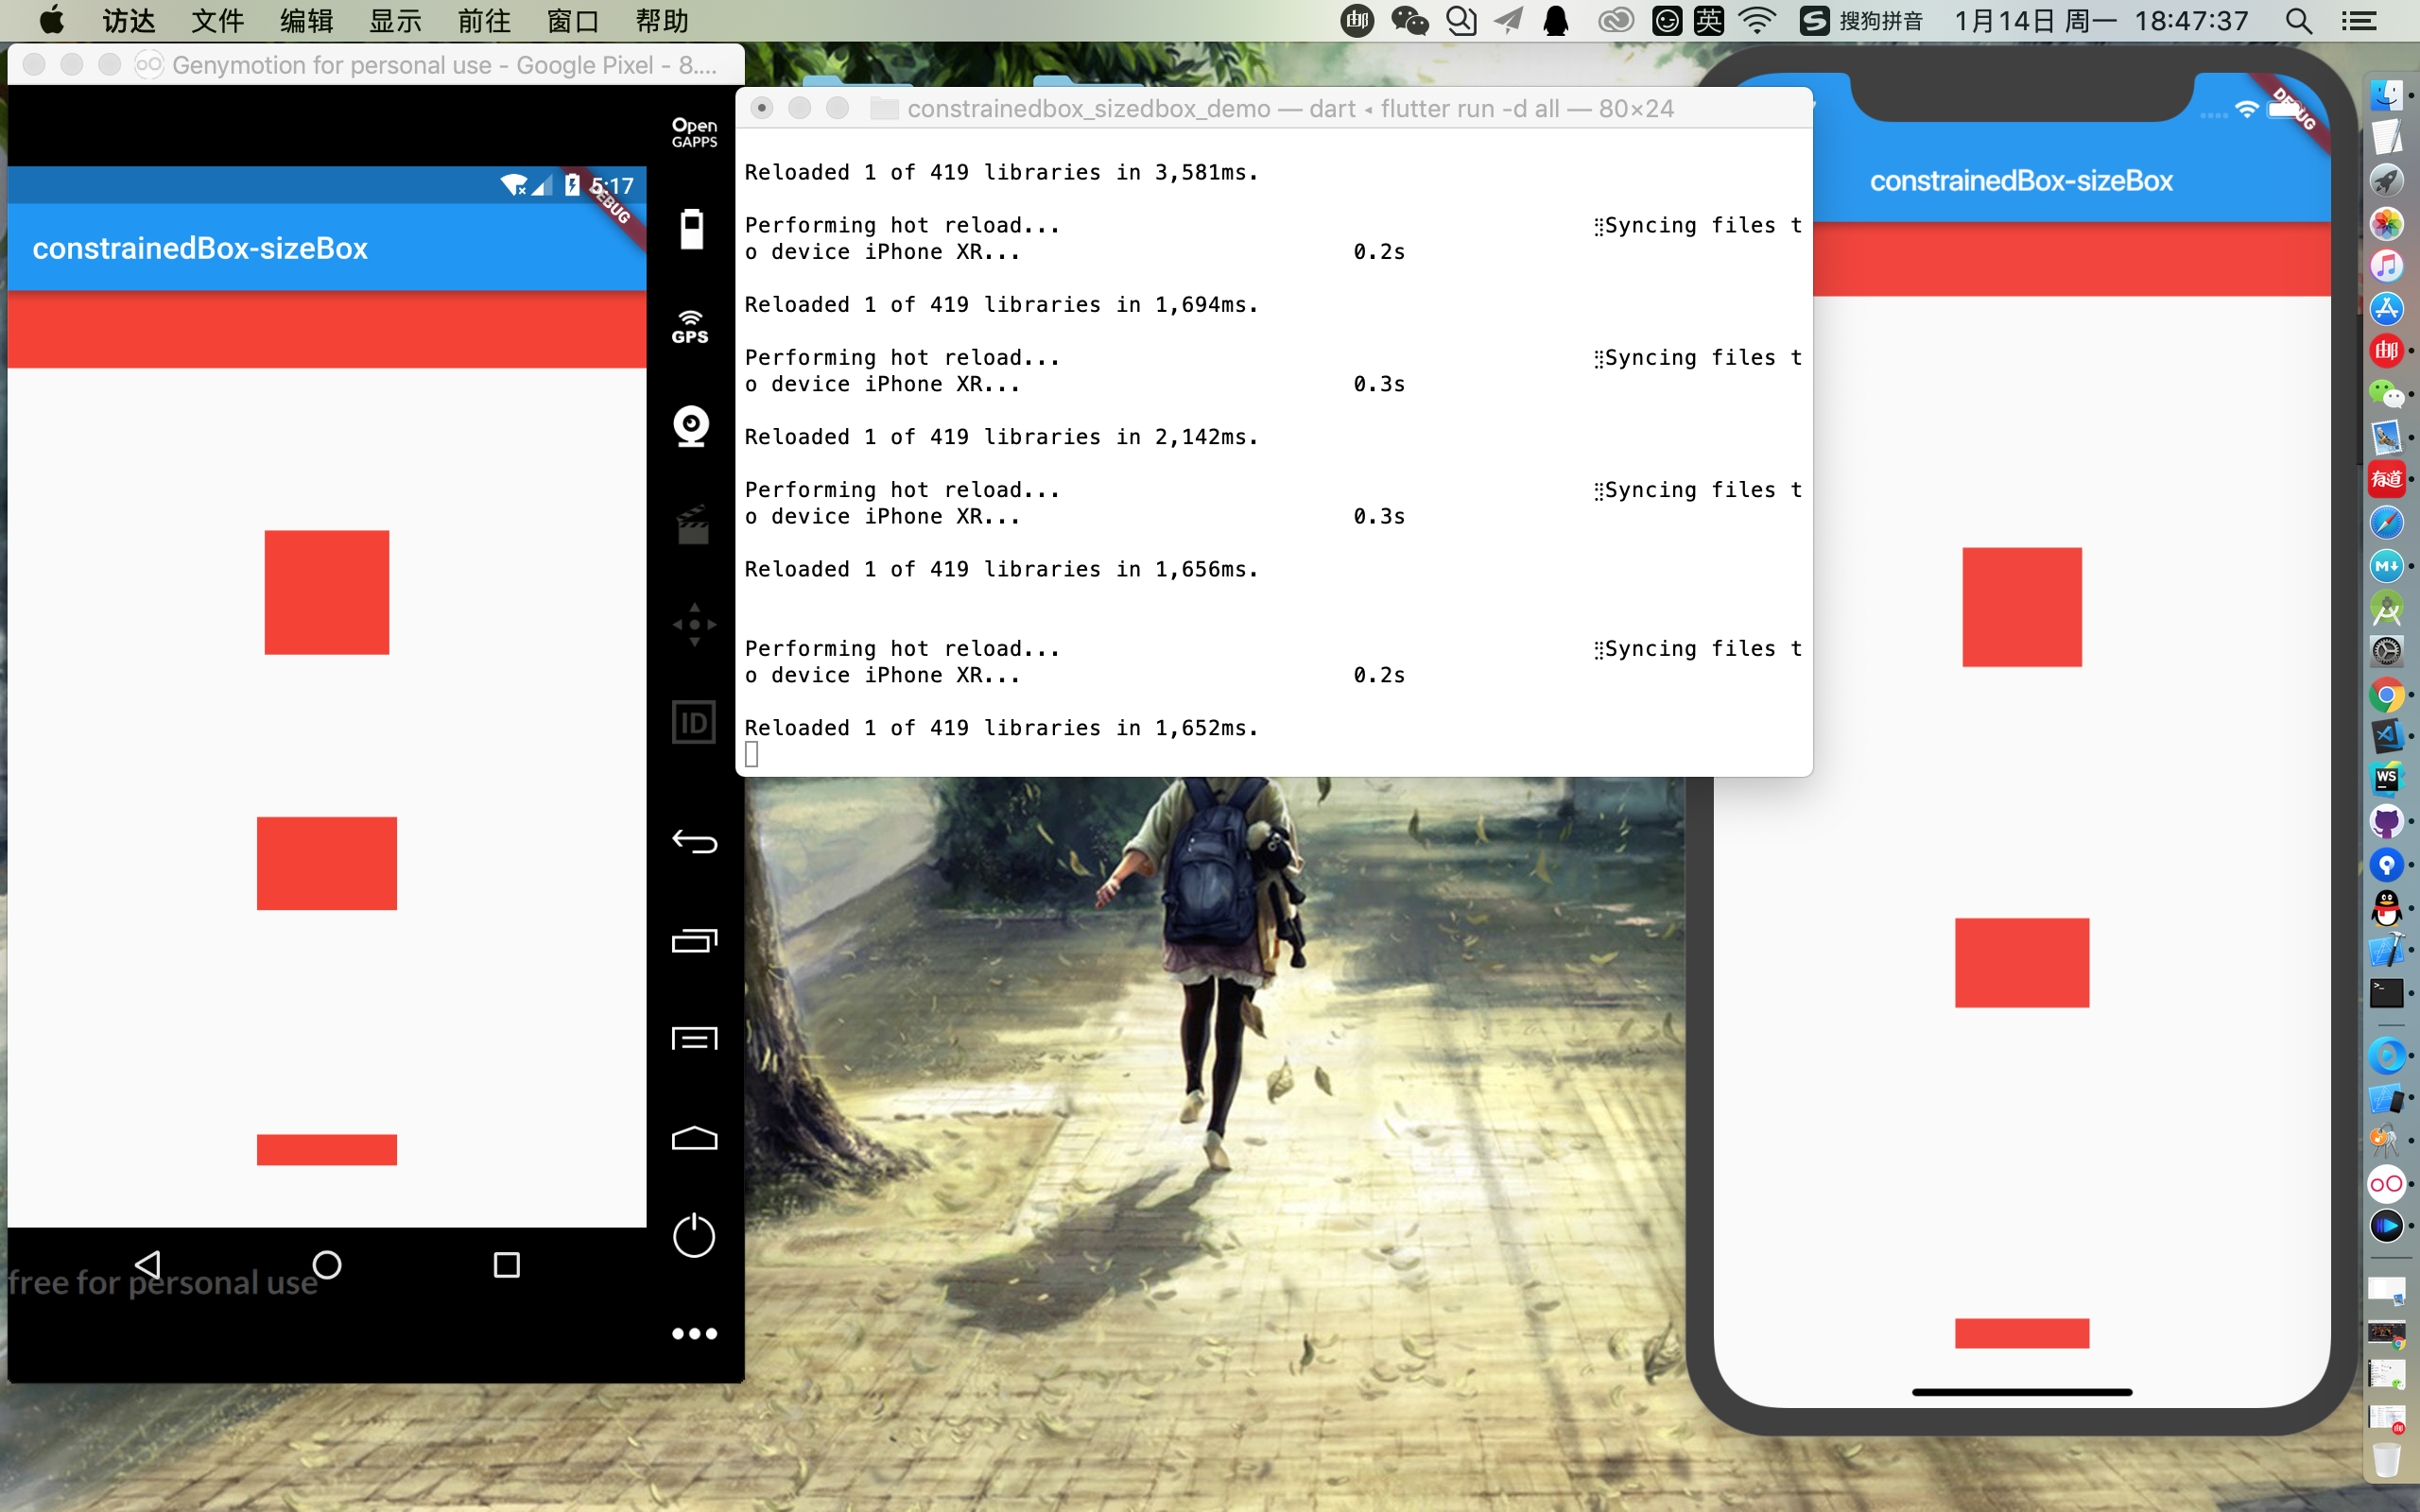 访达 文件 编辑 显示 前往 窗口 帮助
邮 英 S 搜狗拼音 1月14日 周一 18:47:37
Genymotion for personal use - Google Pixel - 8....
Open
GAPPS
5:17
DEBUG
constrainedBox-sizeBox
GPS
ID
free for personal use
constrainedbox_sizedbox_demo — dart ◂ flutter run -d all — 80×24
Reloaded 1 of 419 libraries in 3,581ms.
Performing hot reload... ⣻Syncing files t
o device iPhone XR... 0.2s
Reloaded 1 of 419 libraries in 1,694ms.
Performing hot reload... ⣻Syncing files t
o device iPhone XR... 0.3s
Reloaded 1 of 419 libraries in 2,142ms.
Performing hot reload... ⣻Syncing files t
o device iPhone XR... 0.3s
Reloaded 1 of 419 libraries in 1,656ms.
Performing hot reload... ⣻Syncing files t
o device iPhone XR... 0.2s
Reloaded 1 of 419 libraries in 1,652ms.
DEBUG
constrainedBox-sizeBox
邮
有道
M↓
WS
>_